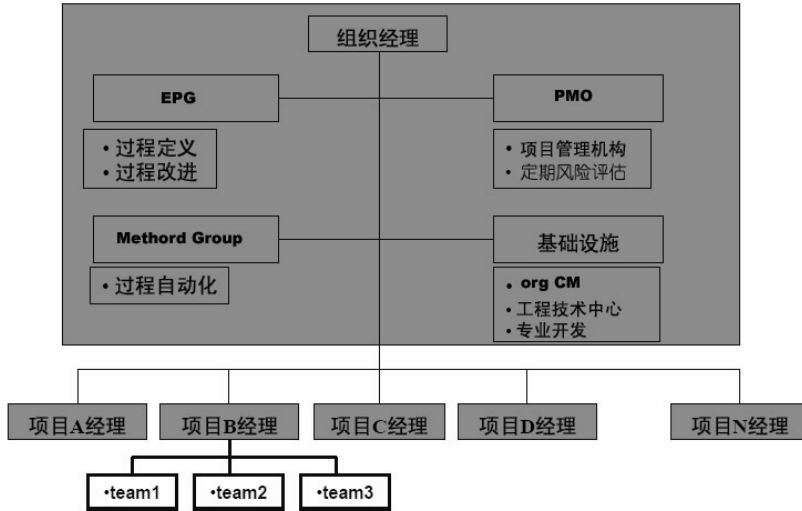 组织经理
EPG
PMO
• 过程定义
• 过程改进
• 项目管理机构
• 定期风险评估
Methord Group
基础设施
• 过程自动化
• org CM
• 工程技术中心
• 专业开发
项目A经理
项目B经理
项目C经理
项目D经理
项目N经理
•team1
•team2
•team3